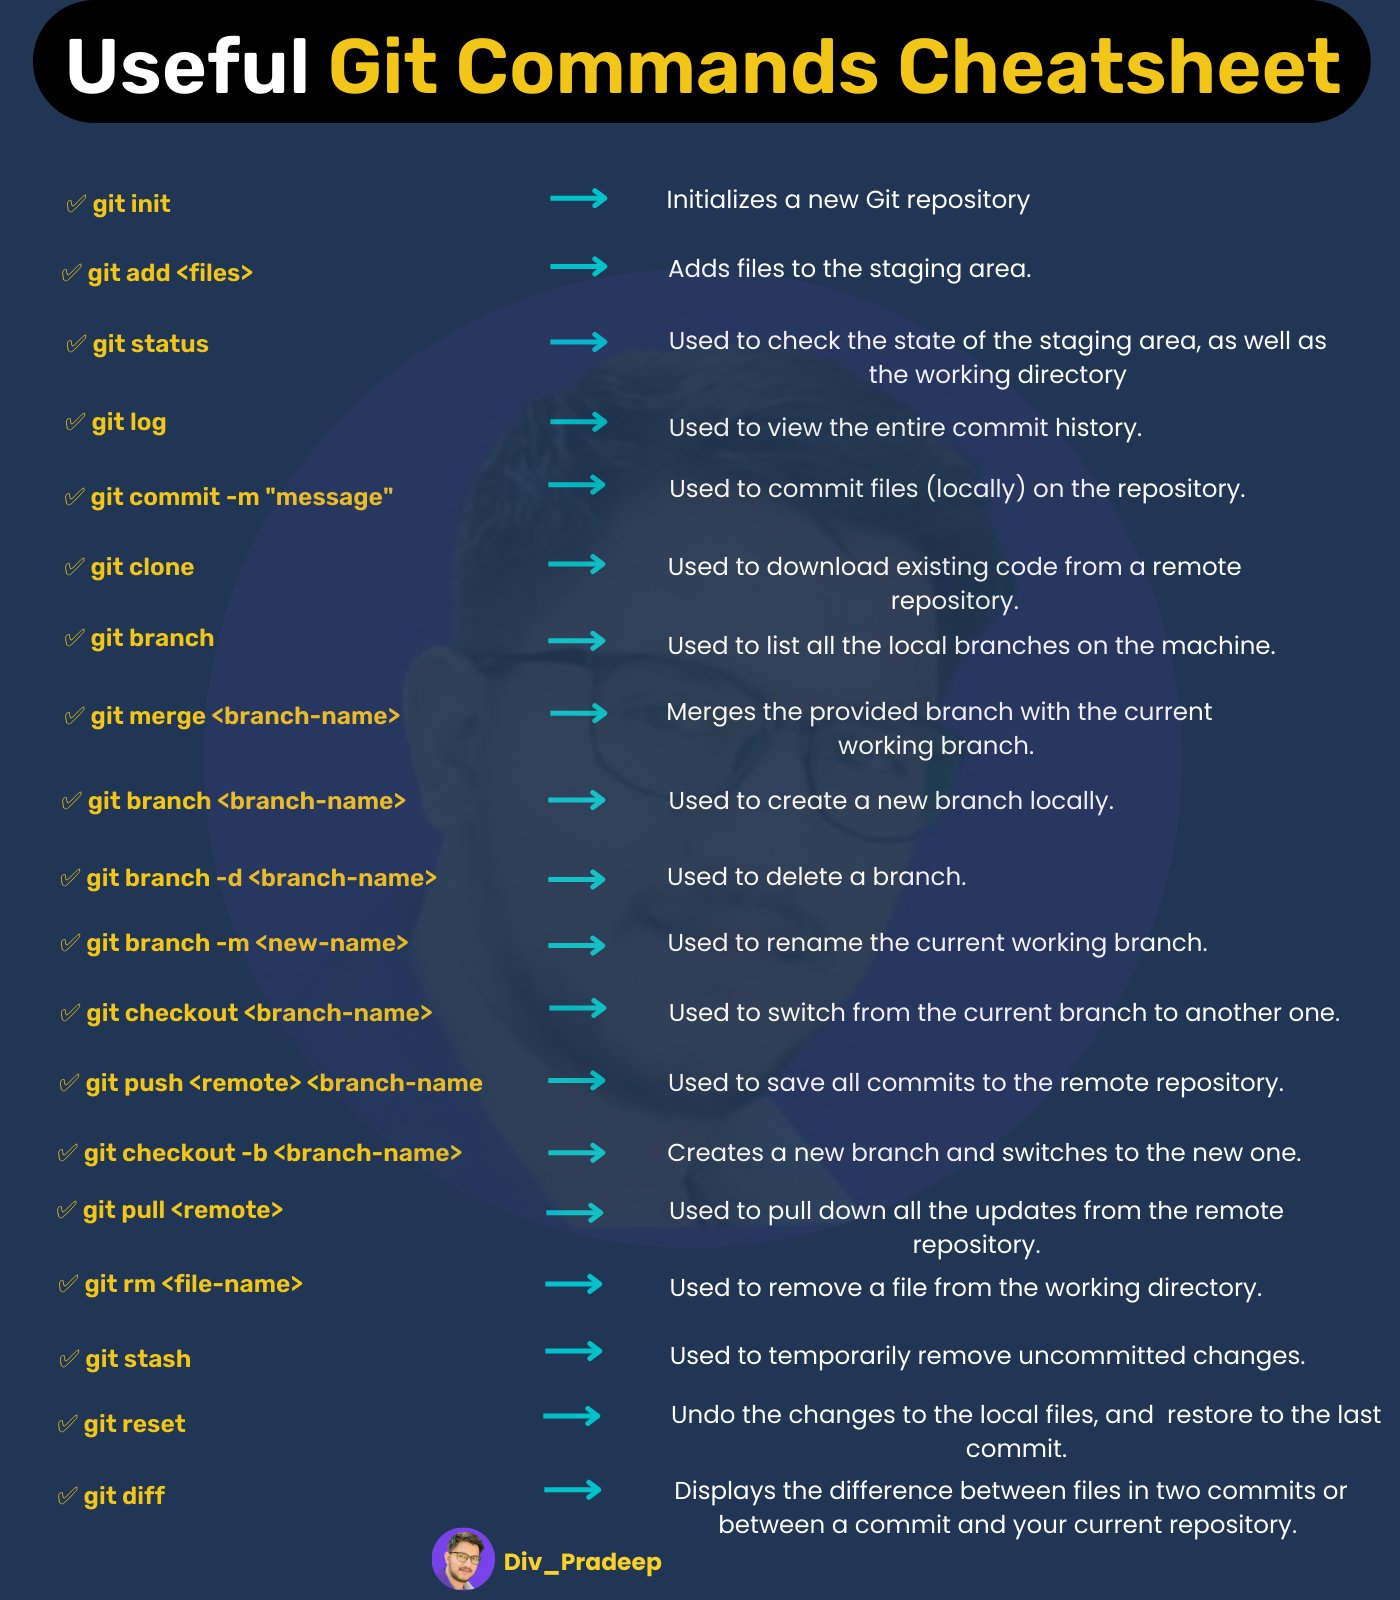 Useful Git Commands Cheatsheet
✅ git init → Initializes a new Git repository
✅ git add <files> → Adds files to the staging area.
✅ git status → Used to check the state of the staging area, as well as
the working directory
✅ git log → Used to view the entire commit history.
✅ git commit -m "message" → Used to commit files (locally) on the repository.
✅ git clone → Used to download existing code from a remote
repository.
✅ git branch → Used to list all the local branches on the machine.
✅ git merge <branch-name> → Merges the provided branch with the current
working branch.
✅ git branch <branch-name> → Used to create a new branch locally.
✅ git branch -d <branch-name> → Used to delete a branch.
✅ git branch -m <new-name> → Used to rename the current working branch.
✅ git checkout <branch-name> → Used to switch from the current branch to another one.
✅ git push <remote> <branch-name → Used to save all commits to the remote repository.
✅ git checkout -b <branch-name> → Creates a new branch and switches to the new one.
✅ git pull <remote> → Used to pull down all the updates from the remote
repository.
✅ git rm <file-name> → Used to remove a file from the working directory.
✅ git stash → Used to temporarily remove uncommitted changes.
✅ git reset → Undo the changes to the local files, and  restore to the last
commit.
✅ git diff → Displays the difference between files in two commits or
between a commit and your current repository.
Div_Pradeep